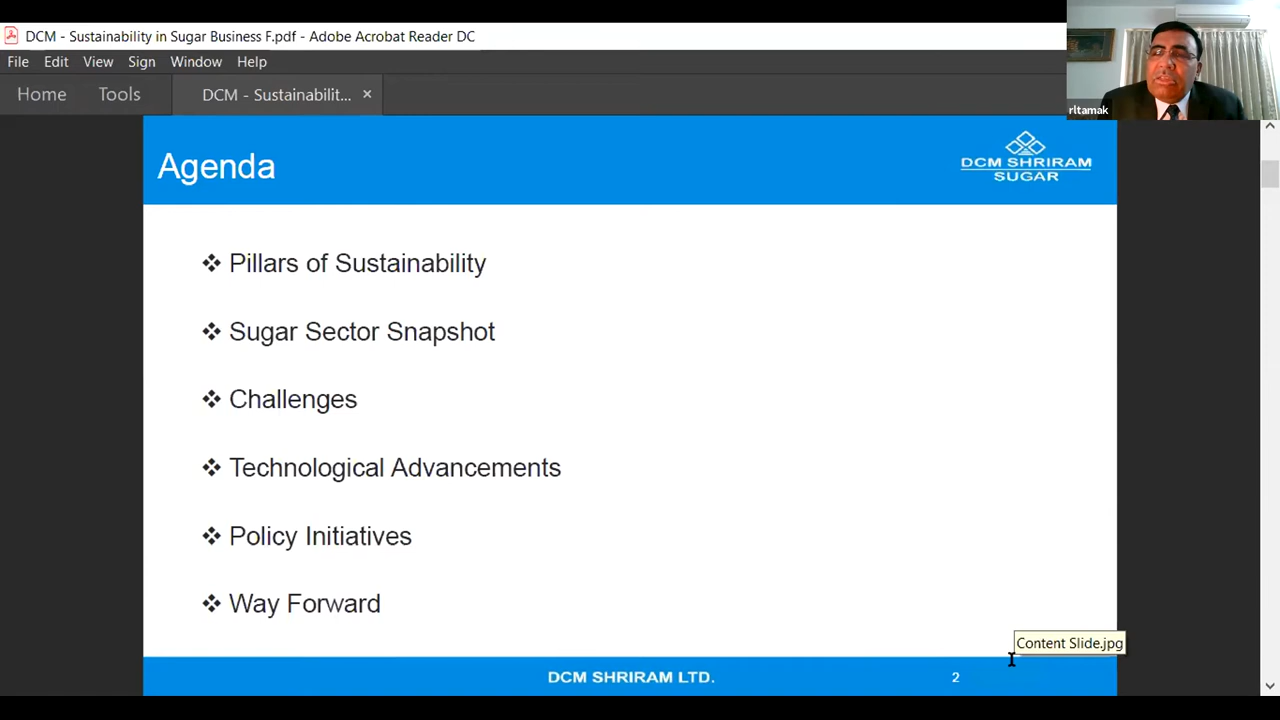 DCM - Sustainability in Sugar Business F.pdf - Adobe Acrobat Reader DC
File Edit View Sign Window Help
Home Tools DCM - Sustainabilit... ×
rltamak
Agenda
DCM SHRIRAM
SUGAR
❖ Pillars of Sustainability
❖ Sugar Sector Snapshot
❖ Challenges
❖ Technological Advancements
❖ Policy Initiatives
❖ Way Forward
Content Slide.jpg
DCM SHRIRAM LTD. 2